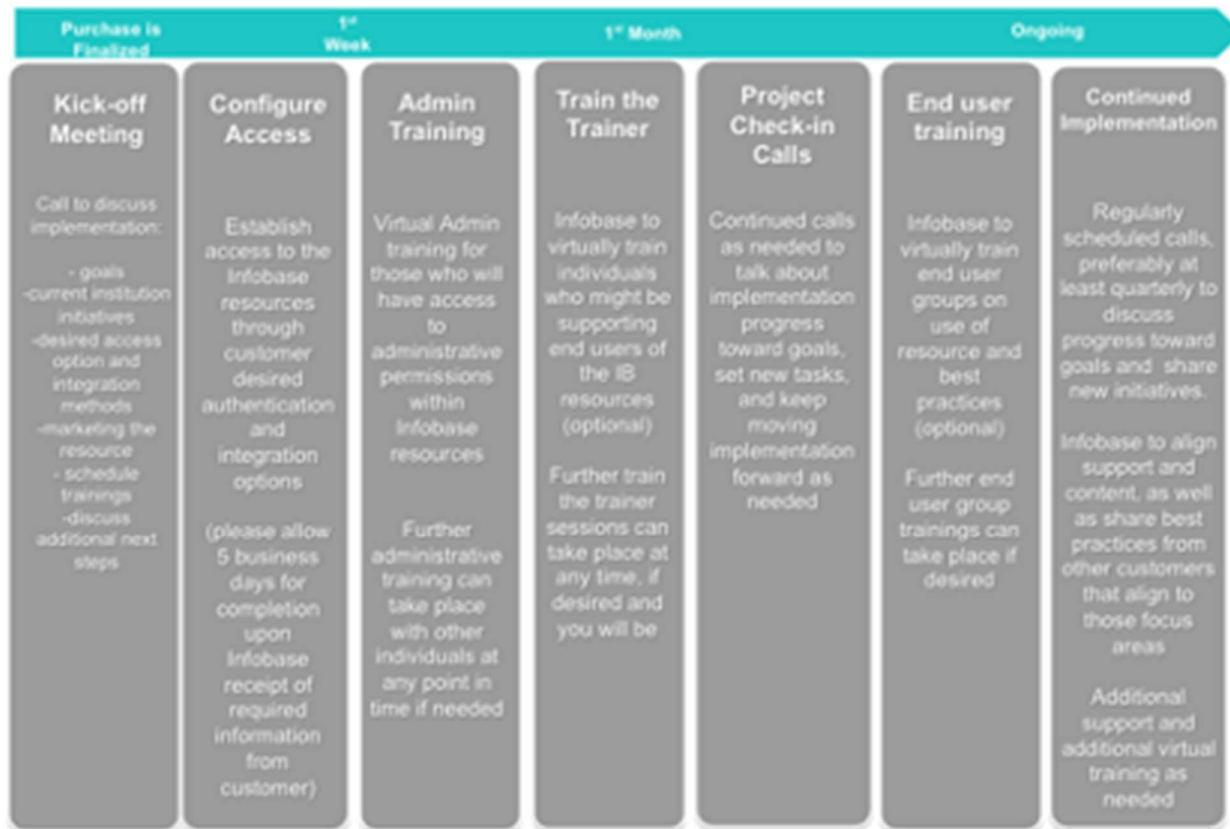 Purchase is
Finalized
1st
Week
1st Month
Ongoing
Kick-off
Meeting
Call to discuss
implementation:
- goals
-current institution
initiatives
-desired access
option and
integration
methods
-marketing the
resource
- schedule
trainings
-discuss
additional next
steps
Configure
Access
Establish
access to the
Infobase
resources
through
customer
desired
authentication
and
integration
options
(please allow
5 business
days for
completion
upon
Infobase
receipt of
required
information
from
customer)
Admin
Training
Virtual Admin
training for
those who will
have access
to
administrative
permissions
within
Infobase
resources
Further
administrative
training can
take place
with other
individuals at
any point in
time if needed
Train the
Trainer
Infobase to
virtually train
individuals
who might be
supporting
end users of
the IB
resources
(optional)
Further train
the trainer
sessions can
take place at
any time, if
desired and
you will be
Project
Check-in
Calls
Continued calls
as needed to
talk about
implementation
progress
toward goals,
set new tasks,
and keep
moving
implementation
forward as
needed
End user
training
Infobase to
virtually train
end user
groups on
use of
resource and
best
practices
(optional)
Further end
user group
trainings can
take place if
desired
Continued
Implementation
Regularly
scheduled calls,
preferably at
least quarterly to
discuss
progress toward
goals and share
new initiatives.
Infobase to align
support and
content, as well
as share best
practices from
other customers
that align to
those focus
areas
Additional
support and
additional virtual
training as
needed